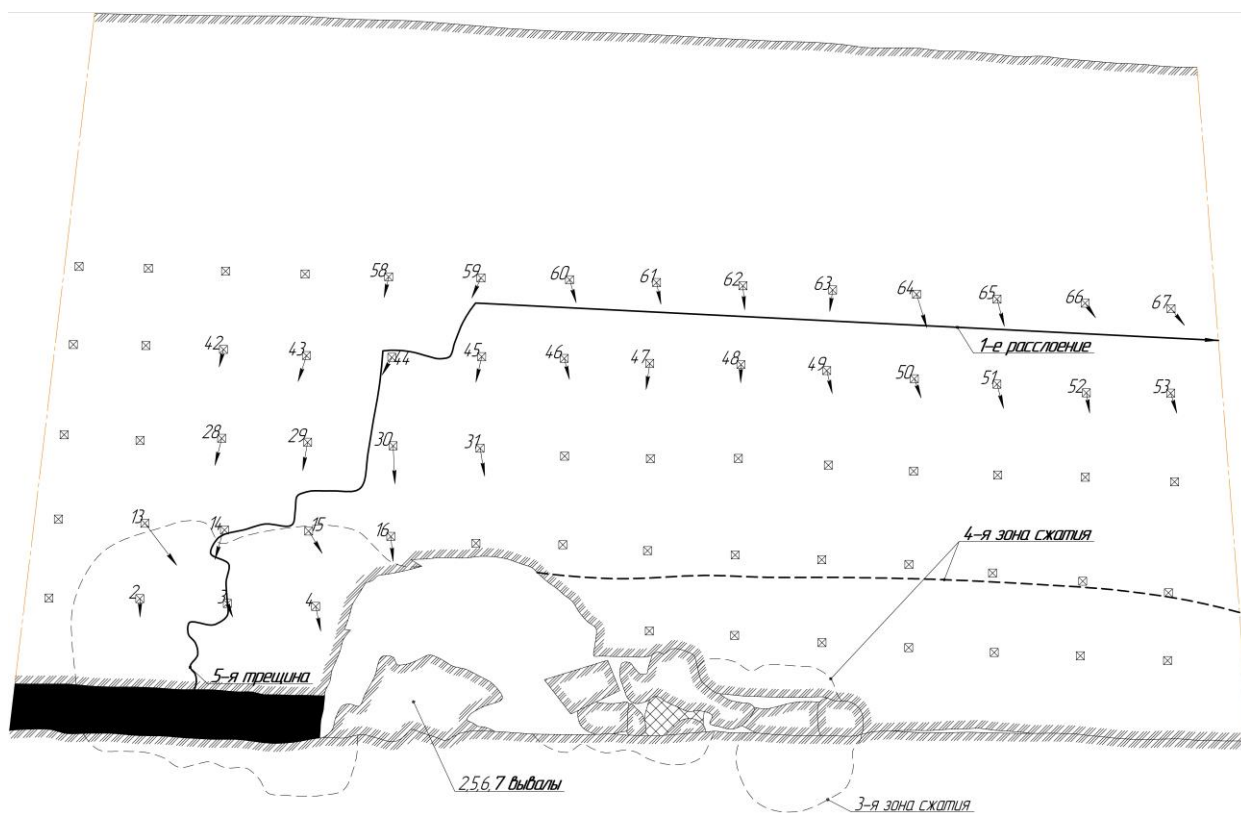 58 59 60 61 62 63 64 65 66 67
1-е расслоение
42 43 44 45 46 47 48 49 50 51 52 53
28 29 30 31
13 14 15 16
4-я зона сжатия
2 3 4
5-я трещина
2,5,6, 7 вывалы
3-я зона сжатия